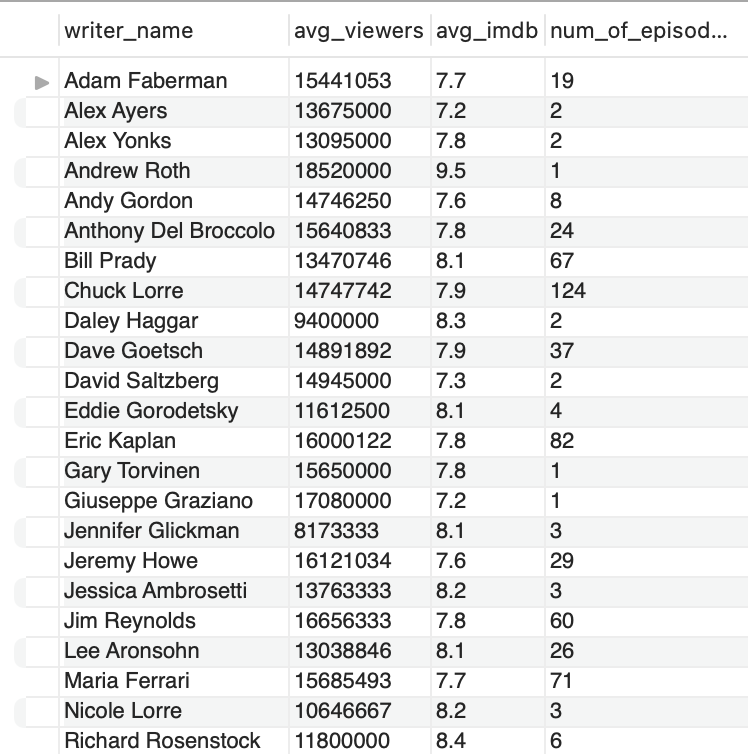 writer_name avg_viewers avg_imdb num_of_episod...
Adam Faberman 15441053 7.7 19
Alex Ayers 13675000 7.2 2
Alex Yonks 13095000 7.8 2
Andrew Roth 18520000 9.5 1
Andy Gordon 14746250 7.6 8
Anthony Del Broccolo 15640833 7.8 24
Bill Prady 13470746 8.1 67
Chuck Lorre 14747742 7.9 124
Daley Haggar 9400000 8.3 2
Dave Goetsch 14891892 7.9 37
David Saltzberg 14945000 7.3 2
Eddie Gorodetsky 11612500 8.1 4
Eric Kaplan 16000122 7.8 82
Gary Torvinen 15650000 7.8 1
Giuseppe Graziano 17080000 7.2 1
Jennifer Glickman 8173333 8.1 3
Jeremy Howe 16121034 7.6 29
Jessica Ambrosetti 13763333 8.2 3
Jim Reynolds 16656333 7.8 60
Lee Aronsohn 13038846 8.1 26
Maria Ferrari 15685493 7.7 71
Nicole Lorre 10646667 8.2 3
Richard Rosenstock 11800000 8.4 6